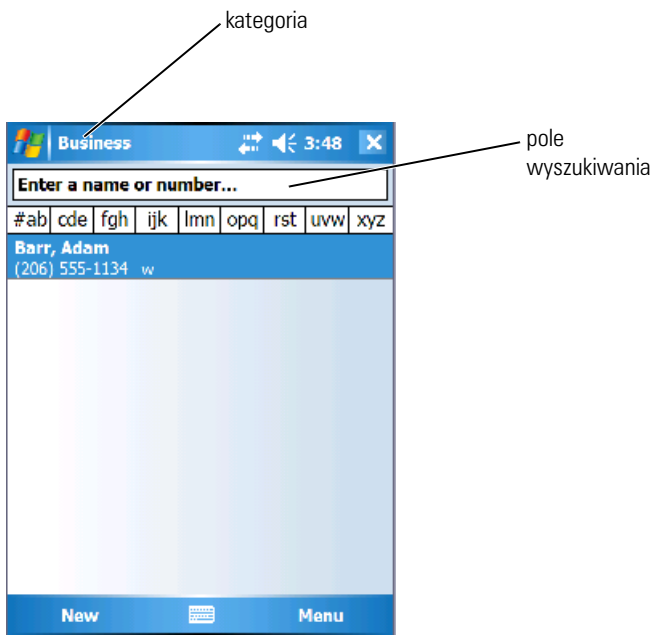 kategoria
Business 3:48
pole
wyszukiwania
Enter a name or number...
#ab cde fgh ijk lmn opq rst uvw xyz
Barr, Adam
(206) 555-1134 w
New Menu